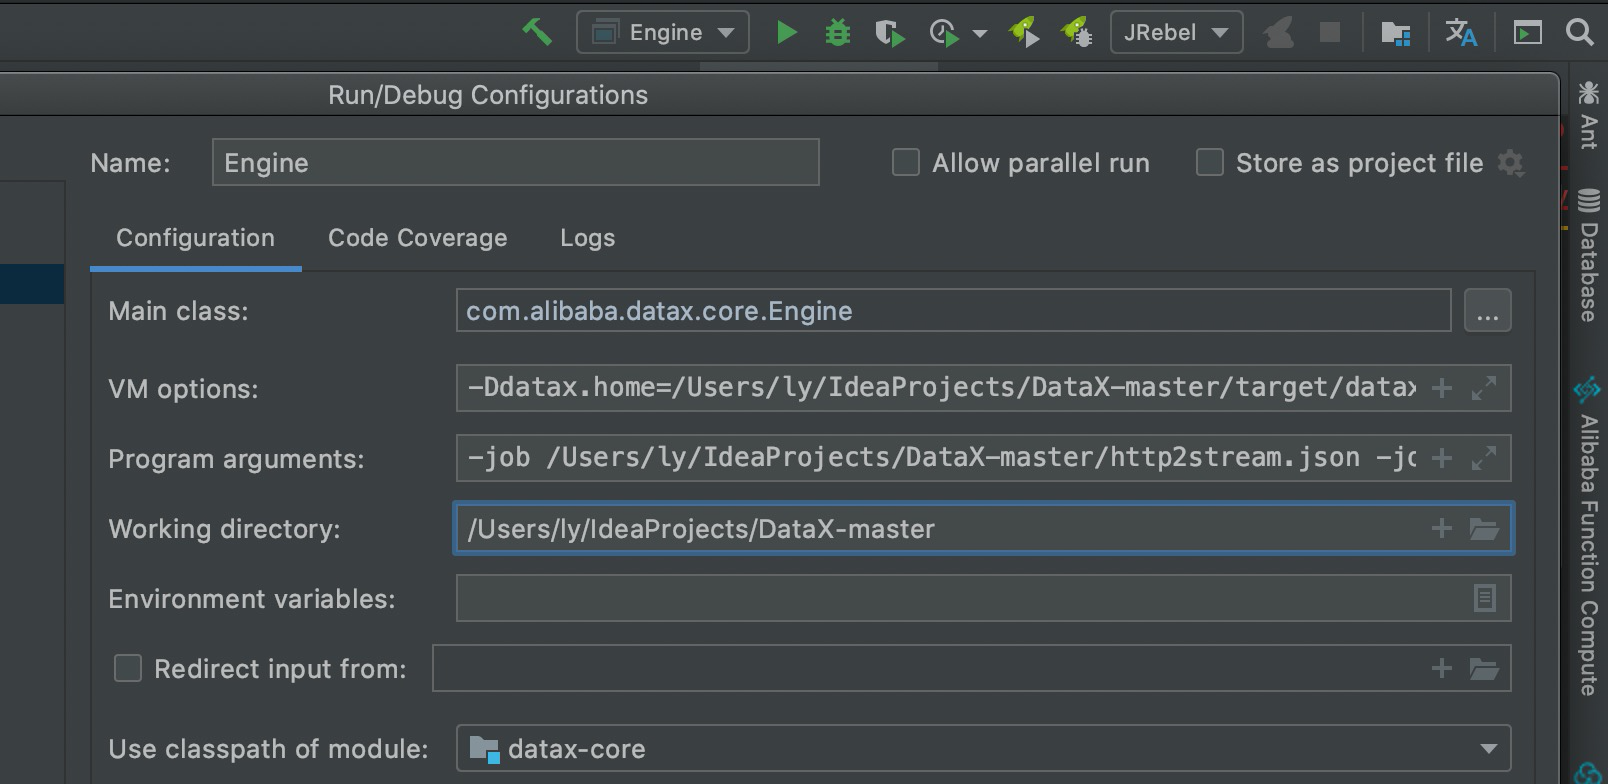 Engine
JRebel
Run/Debug Configurations
Name:
Engine
Allow parallel run
Store as project file
Configuration
Code Coverage
Logs
Main class:
com.alibaba.datax.core.Engine
...
VM options:
-Ddatax.home=/Users/ly/IdeaProjects/DataX-master/target/datax
Program arguments:
-job /Users/ly/IdeaProjects/DataX-master/http2stream.json
Working directory:
/Users/ly/IdeaProjects/DataX-master
Environment variables:
Redirect input from:
Use classpath of module:
datax-core
Ant
Database
Alibaba Function Compute